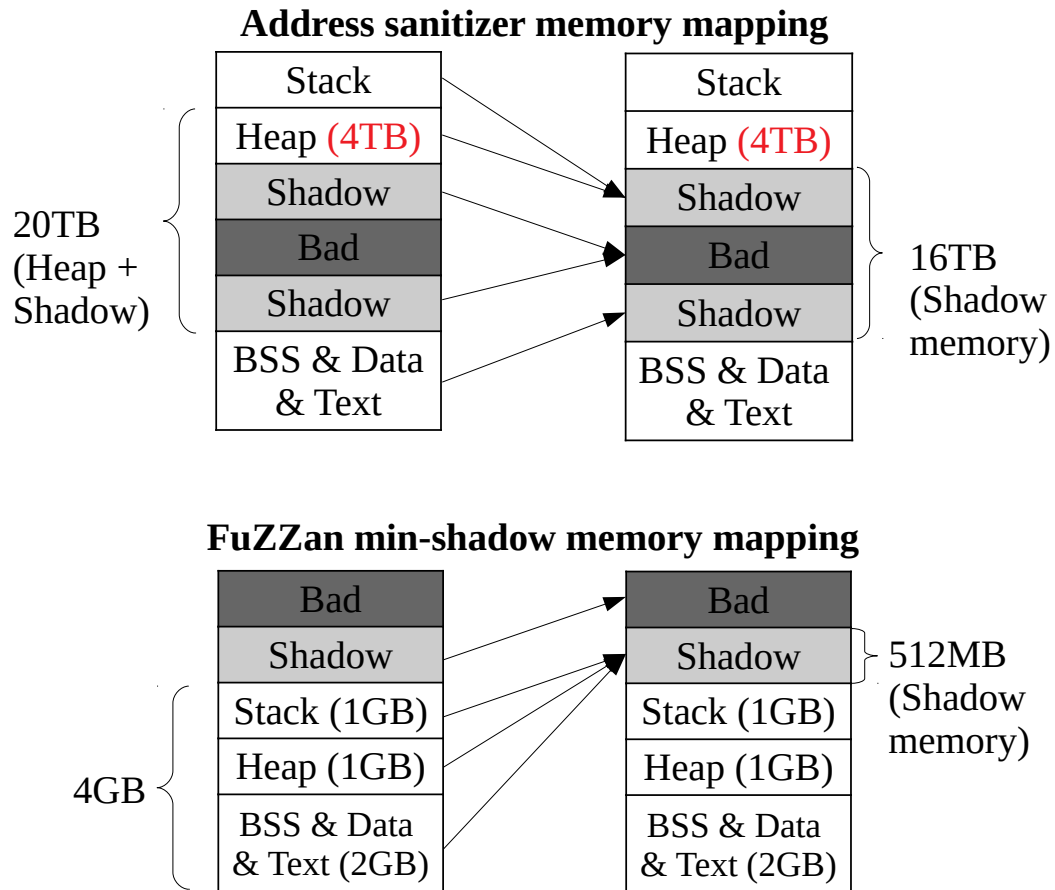 Address sanitizer memory mapping
Stack
Heap (4TB)
Shadow
Bad
Shadow
BSS & Data
& Text
20TB
(Heap +
Shadow)
Stack
Heap (4TB)
Shadow
Bad
Shadow
BSS & Data
& Text
16TB
(Shadow
memory)
FuZZan min-shadow memory mapping
Bad
Shadow
Stack (1GB)
Heap (1GB)
BSS & Data
& Text (2GB)
4GB
Bad
Shadow
Stack (1GB)
Heap (1GB)
BSS & Data
& Text (2GB)
512MB
(Shadow
memory)